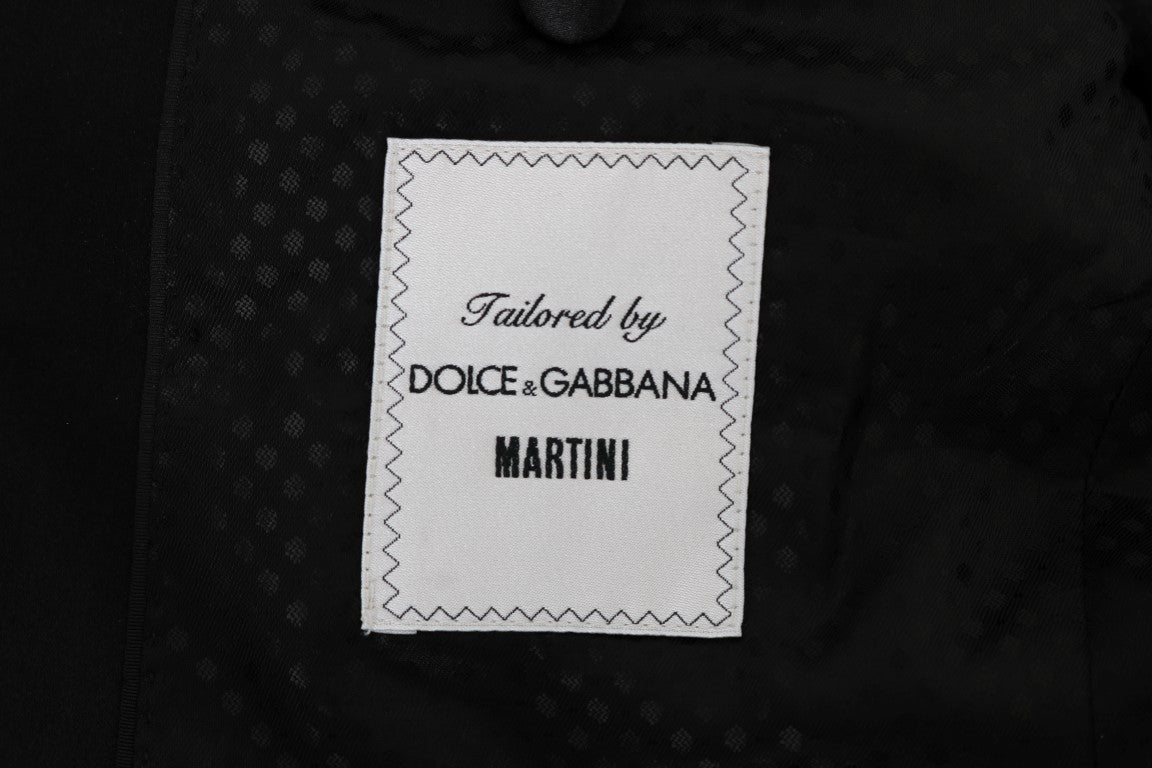 Tailored by
DOLCE & GABBANA
MARTINI